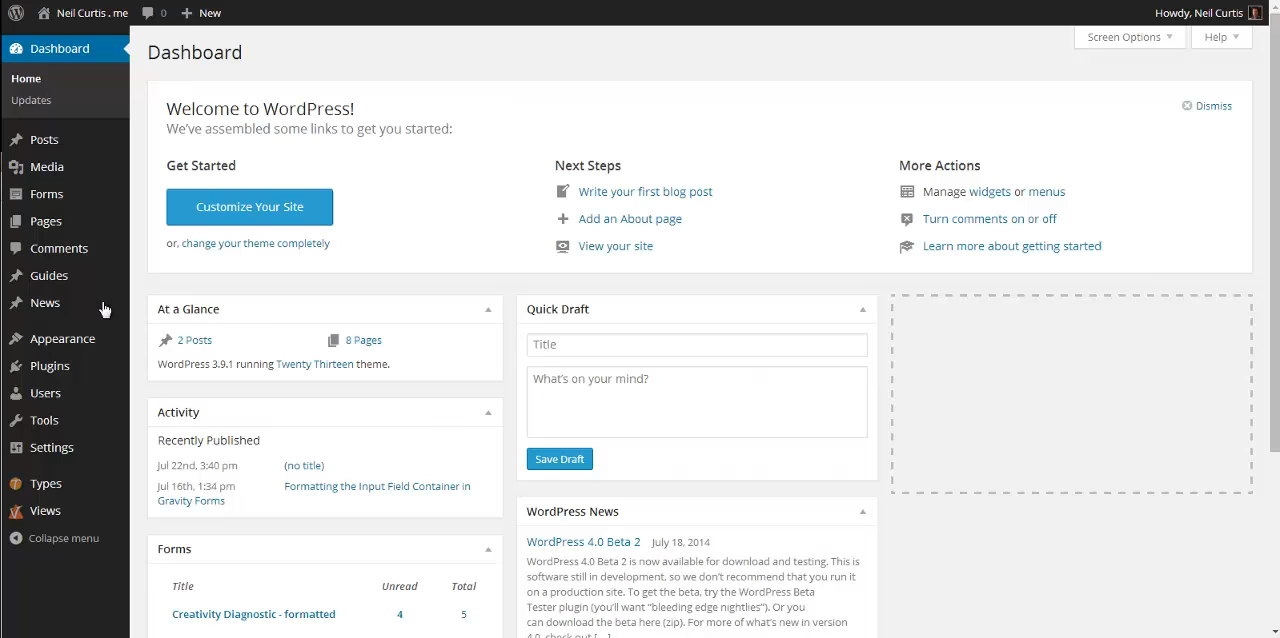 Neil Curtis .me 0 New Howdy, Neil Curtis
Dashboard
Home
Updates
Posts
Media
Forms
Pages
Comments
Guides
News
Appearance
Plugins
Users
Tools
Settings
Types
Views
Collapse menu
Screen Options Help
Dashboard
Welcome to WordPress!
We've assembled some links to get you started:
Dismiss
Get Started
Customize Your Site
or, change your theme completely
Next Steps
Write your first blog post
Add an About page
View your site
More Actions
Manage widgets or menus
Turn comments on or off
Learn more about getting started
At a Glance
2 Posts 8 Pages
WordPress 3.9.1 running Twenty Thirteen theme.
Activity
Recently Published
Jul 22nd, 3:40 pm (no title)
Jul 16th, 1:34 pm Formatting the Input Field Container in
Gravity Forms
Forms
Title Unread Total
Creativity Diagnostic - formatted 4 5
Quick Draft
Title
What's on your mind?
Save Draft
WordPress News
WordPress 4.0 Beta 2 July 18, 2014
WordPress 4.0 Beta 2 is now available for download and testing. This is
software still in development, so we don't recommend that you run it
on a production site. To get the beta, try the WordPress Beta
Tester plugin (you'll want "bleeding edge nightlies"). Or you
can download the beta here (zip). For more of what's new in version
4.0, check out […]